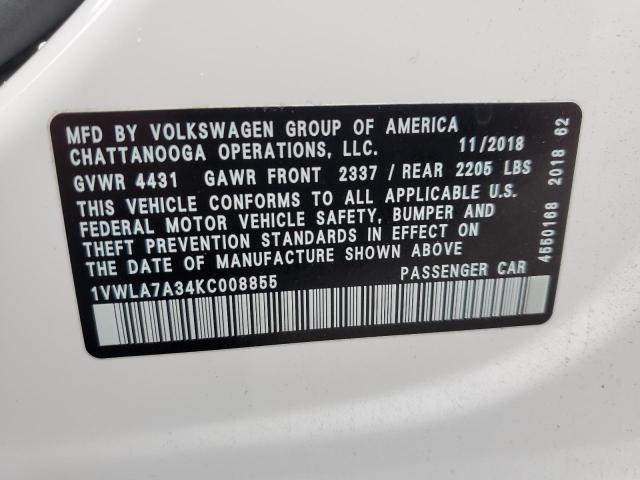 MFD BY VOLKSWAGEN GROUP OF AMERICA
CHATTANOOGA OPERATIONS, LLC. 11/2018
GVWR 4431 GAWR FRONT 2337 / REAR 2205 LBS
THIS VEHICLE CONFORMS TO ALL APPLICABLE U.S.
FEDERAL MOTOR VEHICLE SAFETY, BUMPER AND
THEFT PREVENTION STANDARDS IN EFFECT ON
THE DATE OF MANUFACTURE SHOWN ABOVE
1VWLA7A34KC008855 PASSENGER CAR
4550168 2018 62